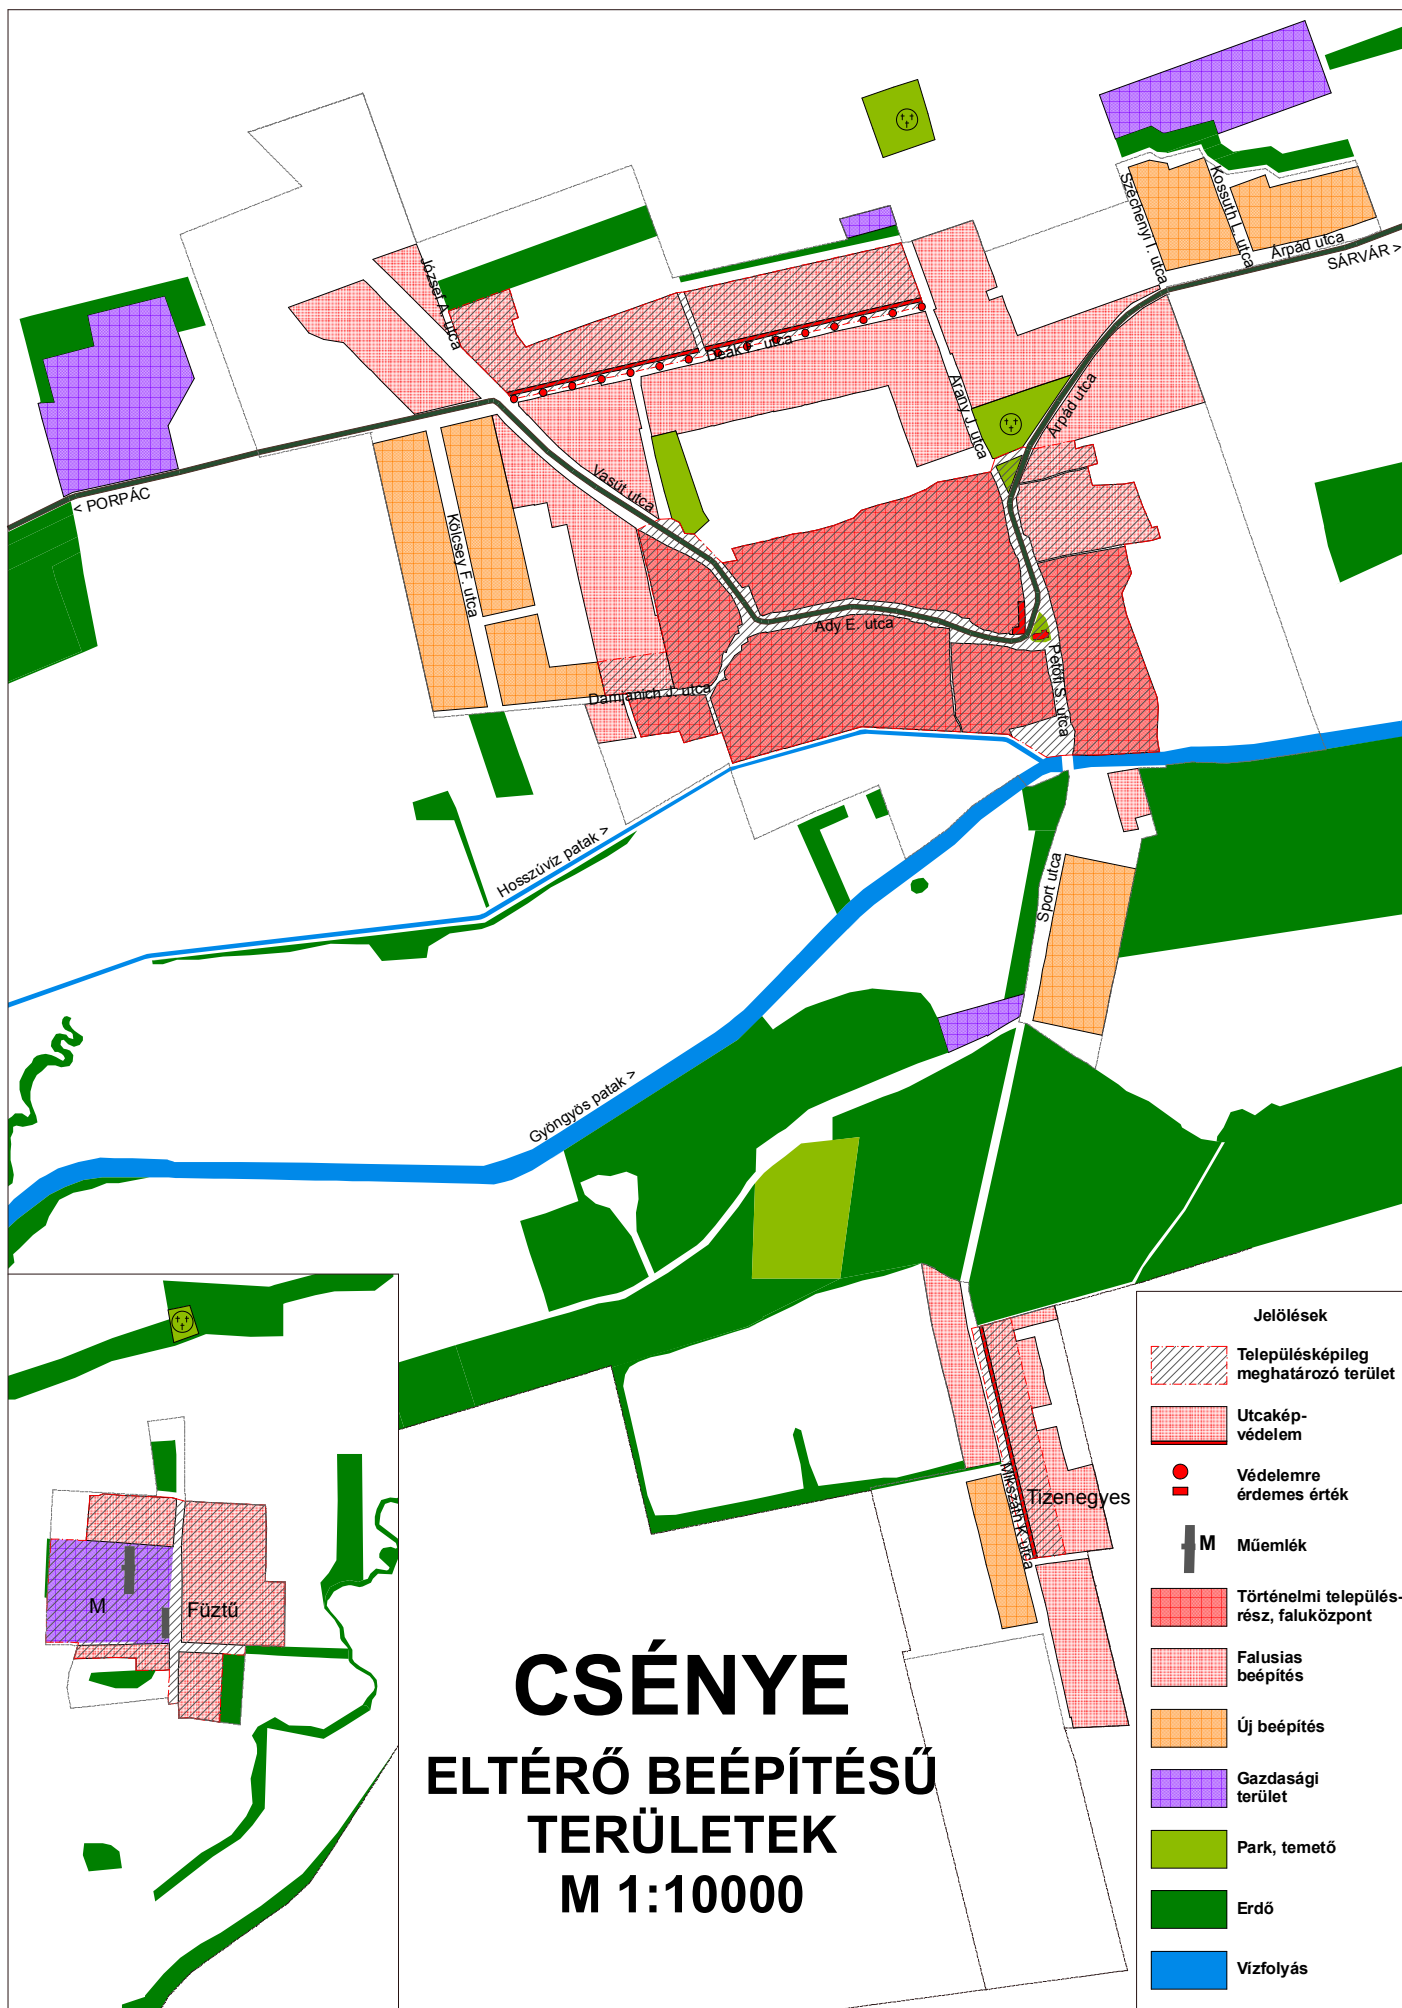 Széchenyi I. utca
Kossuth L. utca
Árpád utca
SÁRVÁR >
József A. utca
Deák F. utca
Arany J. utca
Árpád utca
< PORPÁC
Vasút utca
Kölcsey F. utca
Ady E. utca
Petőfi S. utca
Damjanich J. utca
Hosszúvíz patak >
Sport utca
Gyöngyös patak >
Mikszáth K. utca
Tizenegyes
M
Füztű
CSÉNYE
ELTÉRŐ BEÉPÍTÉSŰ
TERÜLETEK
M 1:10000
Jelölések
Településképileg
meghatározó terület
Utcakép-
védelem
Védelemre
érdemes érték
M
Műemlék
Történelmi település-
rész, faluközpont
Falusias
beépítés
Új beépítés
Gazdasági
terület
Park, temető
Erdő
Vízfolyás